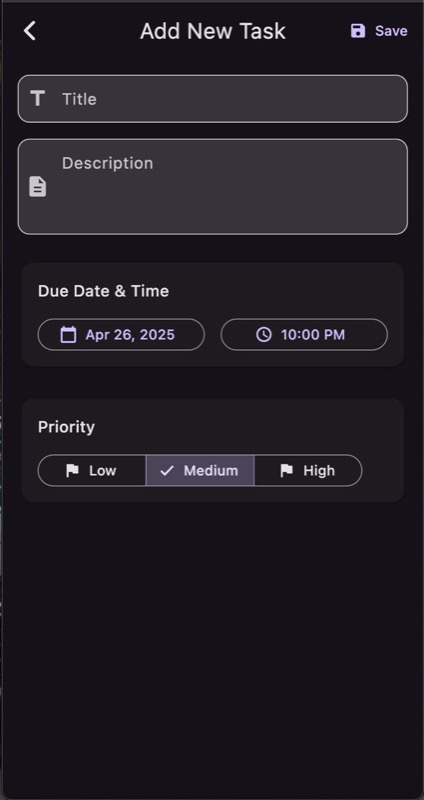 Add New Task
Save
Title
Description
Due Date & Time
Apr 26, 2025
10:00 PM
Priority
Low
Medium
High